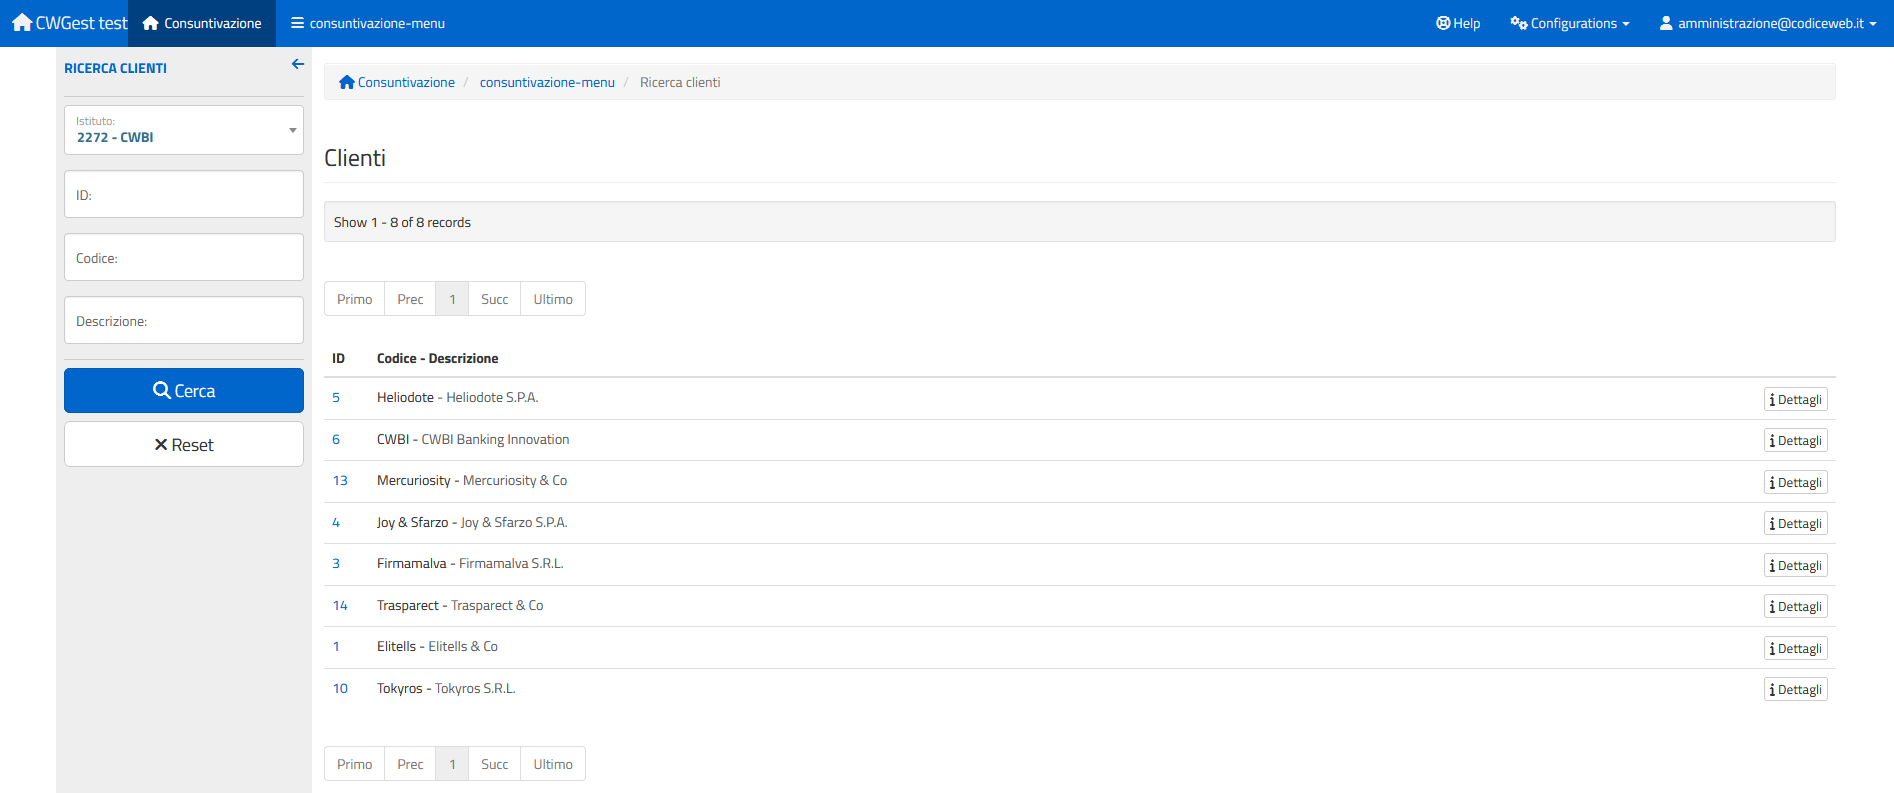 CWGest test Consuntivazione consuntivazione-menu Help Configurations amministrazione@codiceweb.it
RICERCA CLIENTI
Istituto:
2272 - CWBI
ID:
Codice:
Descrizione:
Cerca
Reset
Consuntivazione / consuntivazione-menu / Ricerca clienti
Clienti
Show 1 - 8 of 8 records
Primo Prec 1 Succ Ultimo
ID Codice - Descrizione
5 Heliodote - Heliodote S.P.A. Dettagli
6 CWBI - CWBI Banking Innovation Dettagli
13 Mercuriosity - Mercuriosity & Co Dettagli
4 Joy & Sfarzo - Joy & Sfarzo S.P.A. Dettagli
3 Firmamalva - Firmamalva S.R.L. Dettagli
14 Trasparect - Trasparect & Co Dettagli
1 Elitells - Elitells & Co Dettagli
10 Tokyros - Tokyros S.R.L. Dettagli
Primo Prec 1 Succ Ultimo